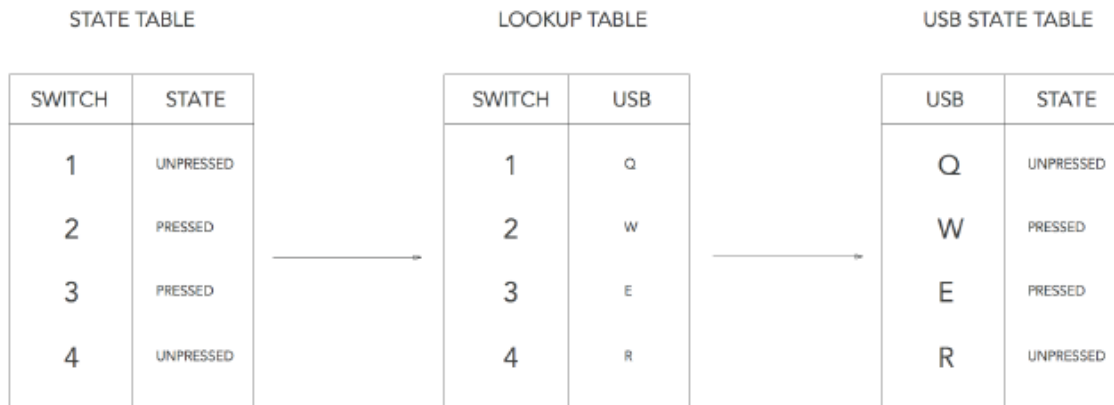 STATE TABLE
SWITCH STATE
1 UNPRESSED
2 PRESSED
3 PRESSED
4 UNPRESSED
LOOKUP TABLE
SWITCH USB
1 Q
2 W
3 E
4 R
USB STATE TABLE
USB STATE
Q UNPRESSED
W PRESSED
E PRESSED
R UNPRESSED